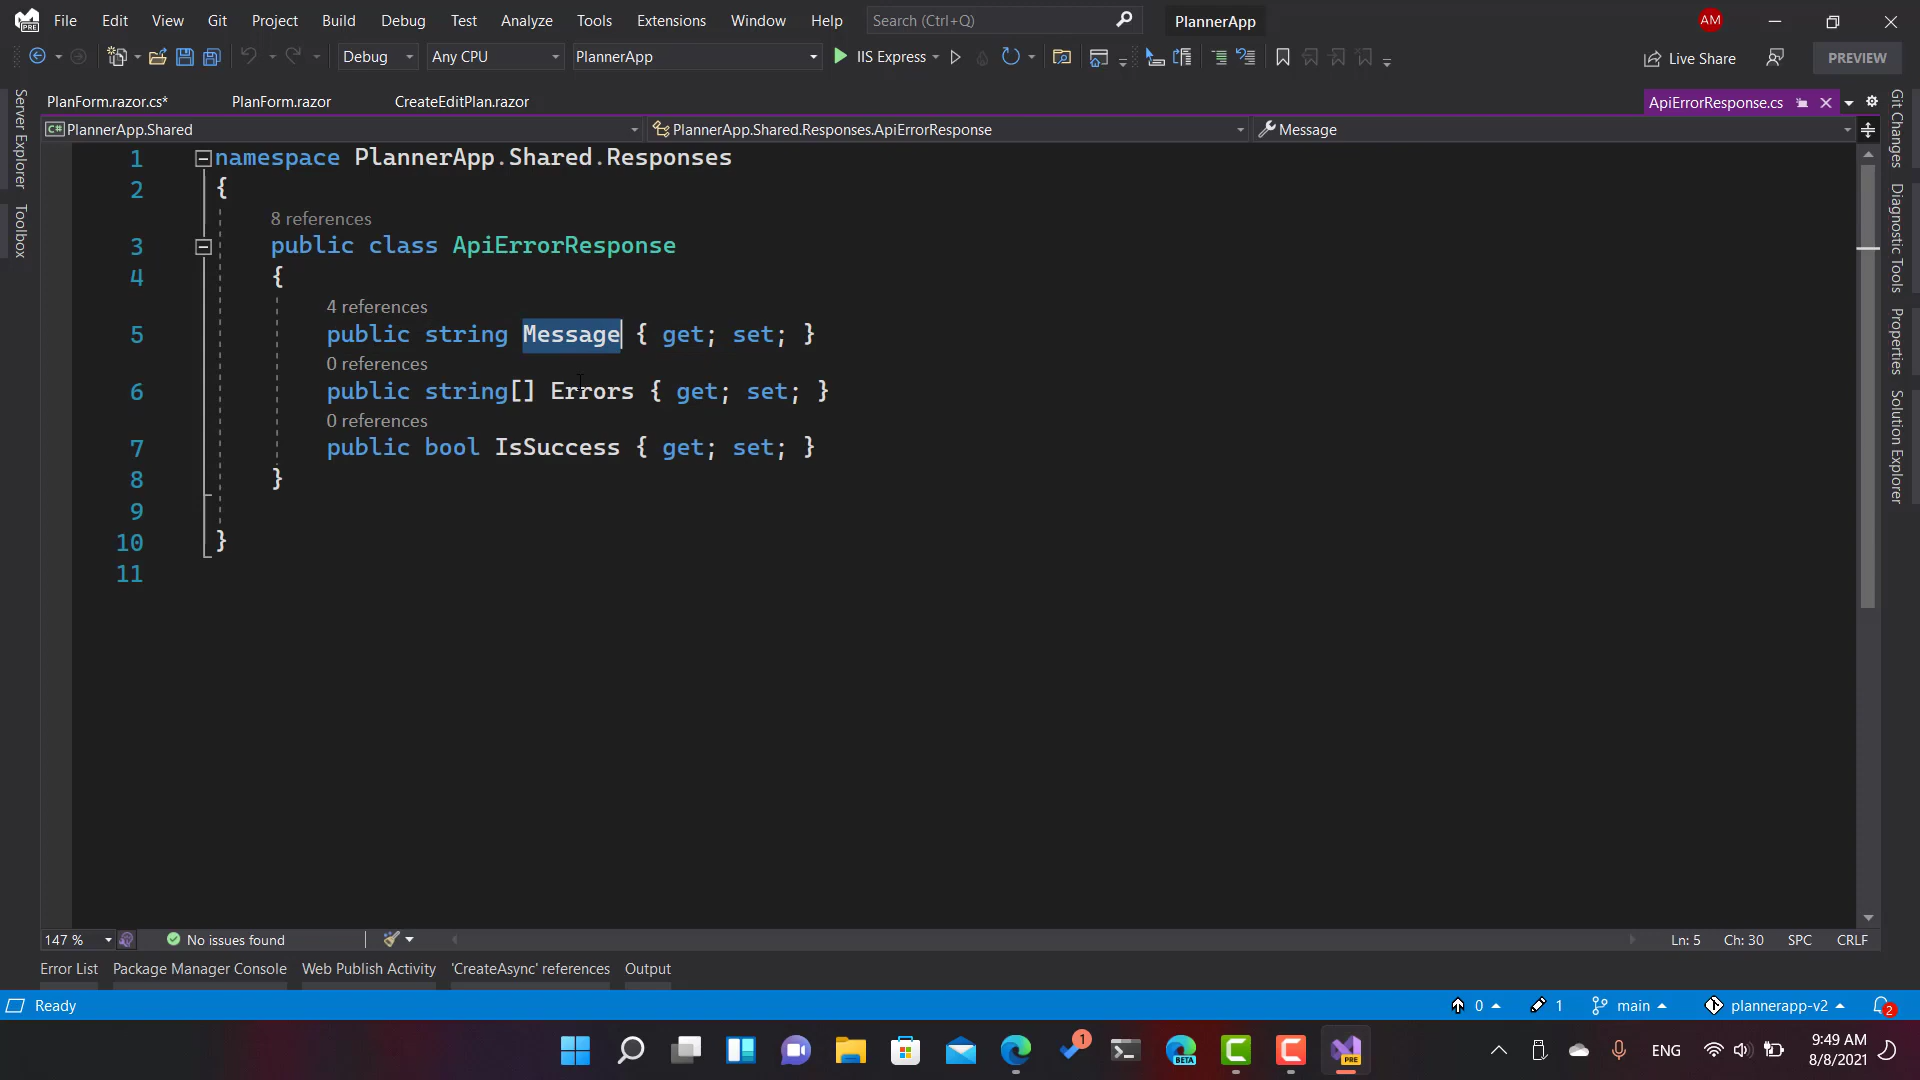 File Edit View Git Project Build Debug Test Analyze Tools Extensions Window Help Search (Ctrl+Q) PlannerApp AM
PRE
Debug Any CPU PlannerApp IIS Express Live Share PREVIEW
PlanForm.razor.cs* PlanForm.razor CreateEditPlan.razor ApiErrorResponse.cs
C# PlannerApp.Shared PlannerApp.Shared.Responses.ApiErrorResponse Message
Server Explorer
Toolbox
Git Changes
Diagnostic Tools
Properties
Solution Explorer
1 namespace PlannerApp.Shared.Responses
2 {
8 references
3 public class ApiErrorResponse
4 {
4 references
5 public string Message { get; set; }
0 references
6 public string[] Errors { get; set; }
0 references
7 public bool IsSuccess { get; set; }
8 }
9
10 }
11
147 % No issues found Ln: 5 Ch: 30 SPC CRLF
Error List Package Manager Console Web Publish Activity 'CreateAsync' references Output
Ready 0 1 main plannerapp-v2 2
1 BETA PRE ENG 9:49 AM
8/8/2021